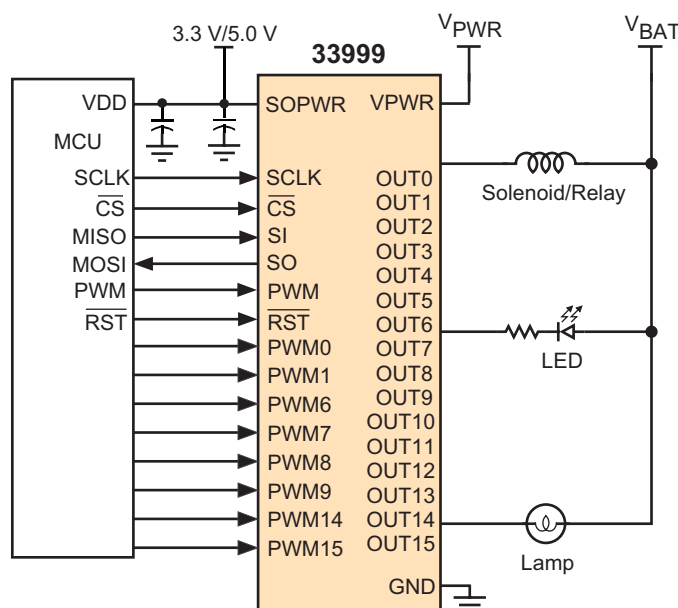 3.3 V/5.0 V
33999
VPWR
VBAT
MCU
VDD
SCLK
CS
MISO
MOSI
PWM
RST
SOPWR
SCLK
CS
SI
SO
PWM
RST
PWM0
PWM1
PWM6
PWM7
PWM8
PWM9
PWM14
PWM15
VPWR
OUT0
OUT1
OUT2
OUT3
OUT4
OUT5
OUT6
OUT7
OUT8
OUT9
OUT10
OUT11
OUT12
OUT13
OUT14
OUT15
GND
Solenoid/Relay
LED
Lamp